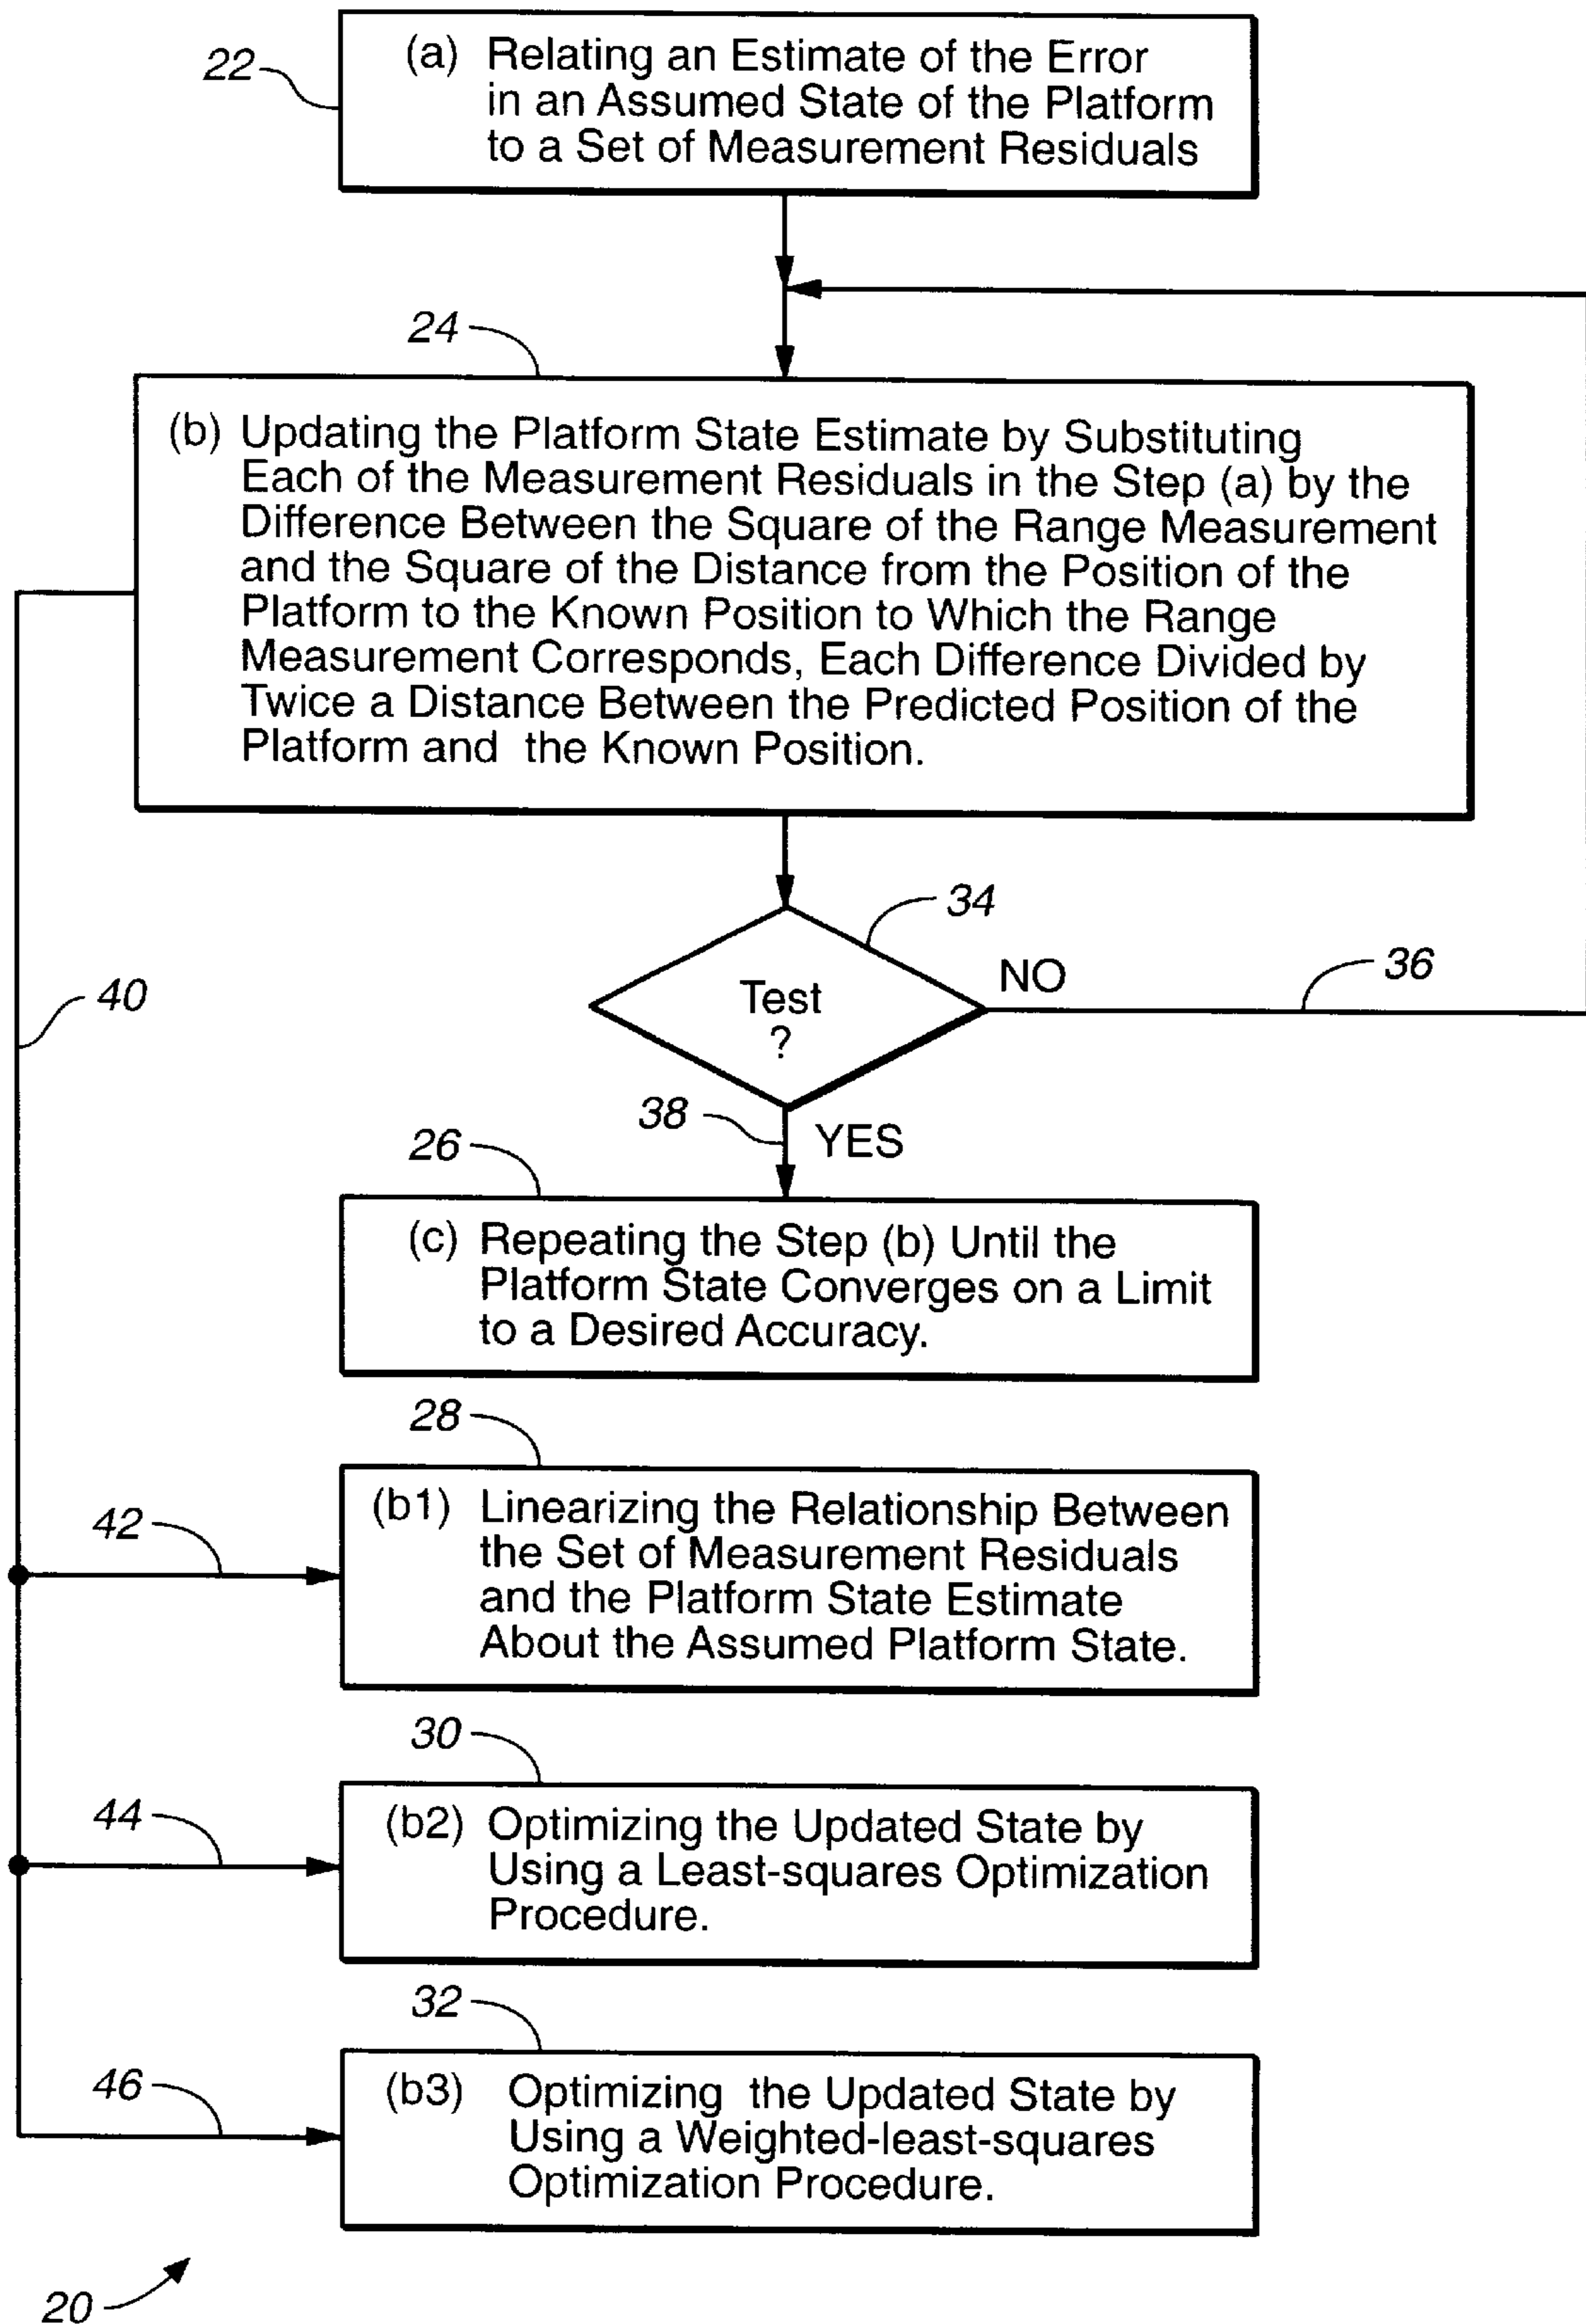 22
(a) Relating an Estimate of the Error
in an Assumed State of the Platform
to a Set of Measurement Residuals
24
(b) Updating the Platform State Estimate by Substituting
Each of the Measurement Residuals in the Step (a) by the
Difference Between the Square of the Range Measurement
and the Square of the Distance from the Position of the
Platform to the Known Position to Which the Range
Measurement Corresponds, Each Difference Divided by
Twice a Distance Between the Predicted Position of the
Platform and the Known Position.
34
Test
?
NO
36
40
38
YES
26
(c) Repeating the Step (b) Until the
Platform State Converges on a Limit
to a Desired Accuracy.
28
42
(b1) Linearizing the Relationship Between
the Set of Measurement Residuals
and the Platform State Estimate
About the Assumed Platform State.
30
44
(b2) Optimizing the Updated State by
Using a Least-squares Optimization
Procedure.
32
46
(b3) Optimizing the Updated State by
Using a Weighted-least-squares
Optimization Procedure.
20